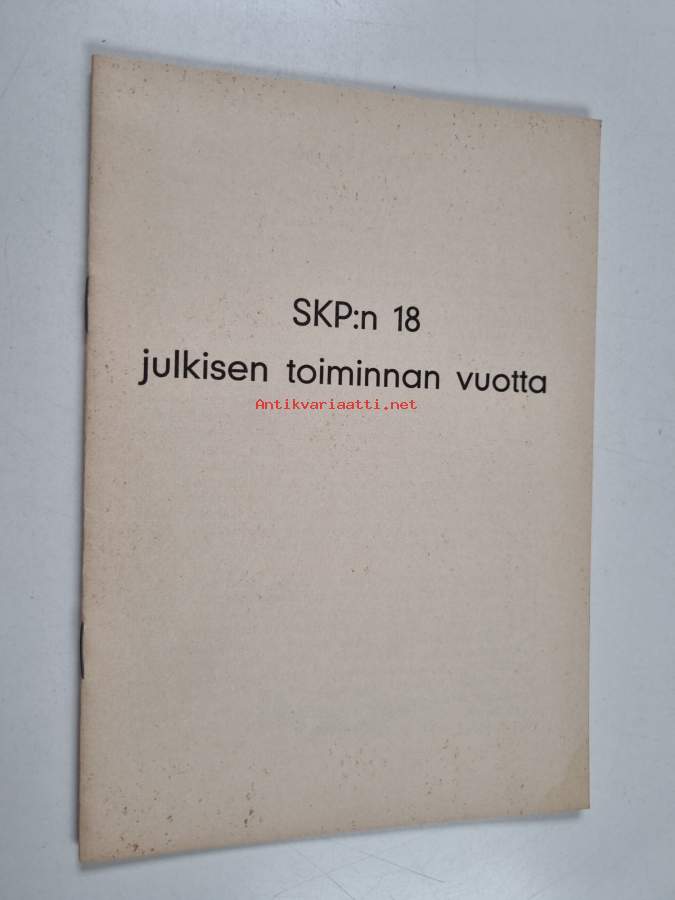 SKP:n 18
julkisen toiminnan vuotta
Antikvariaatti.net